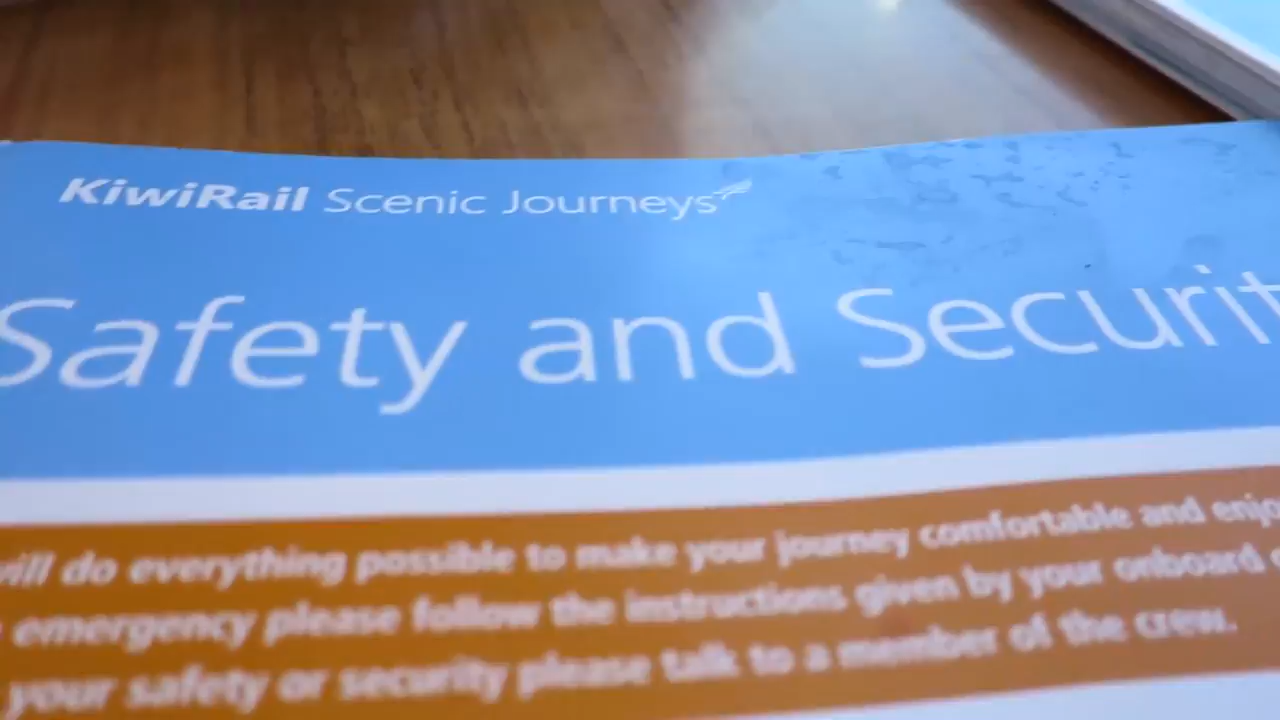 KiwiRail Scenic Journeys
Safety and Securit
will do everything possible to make your journey comfortable and enjo
emergency please follow the instructions given by your onboard
your safety or security please talk to a member of the crew.